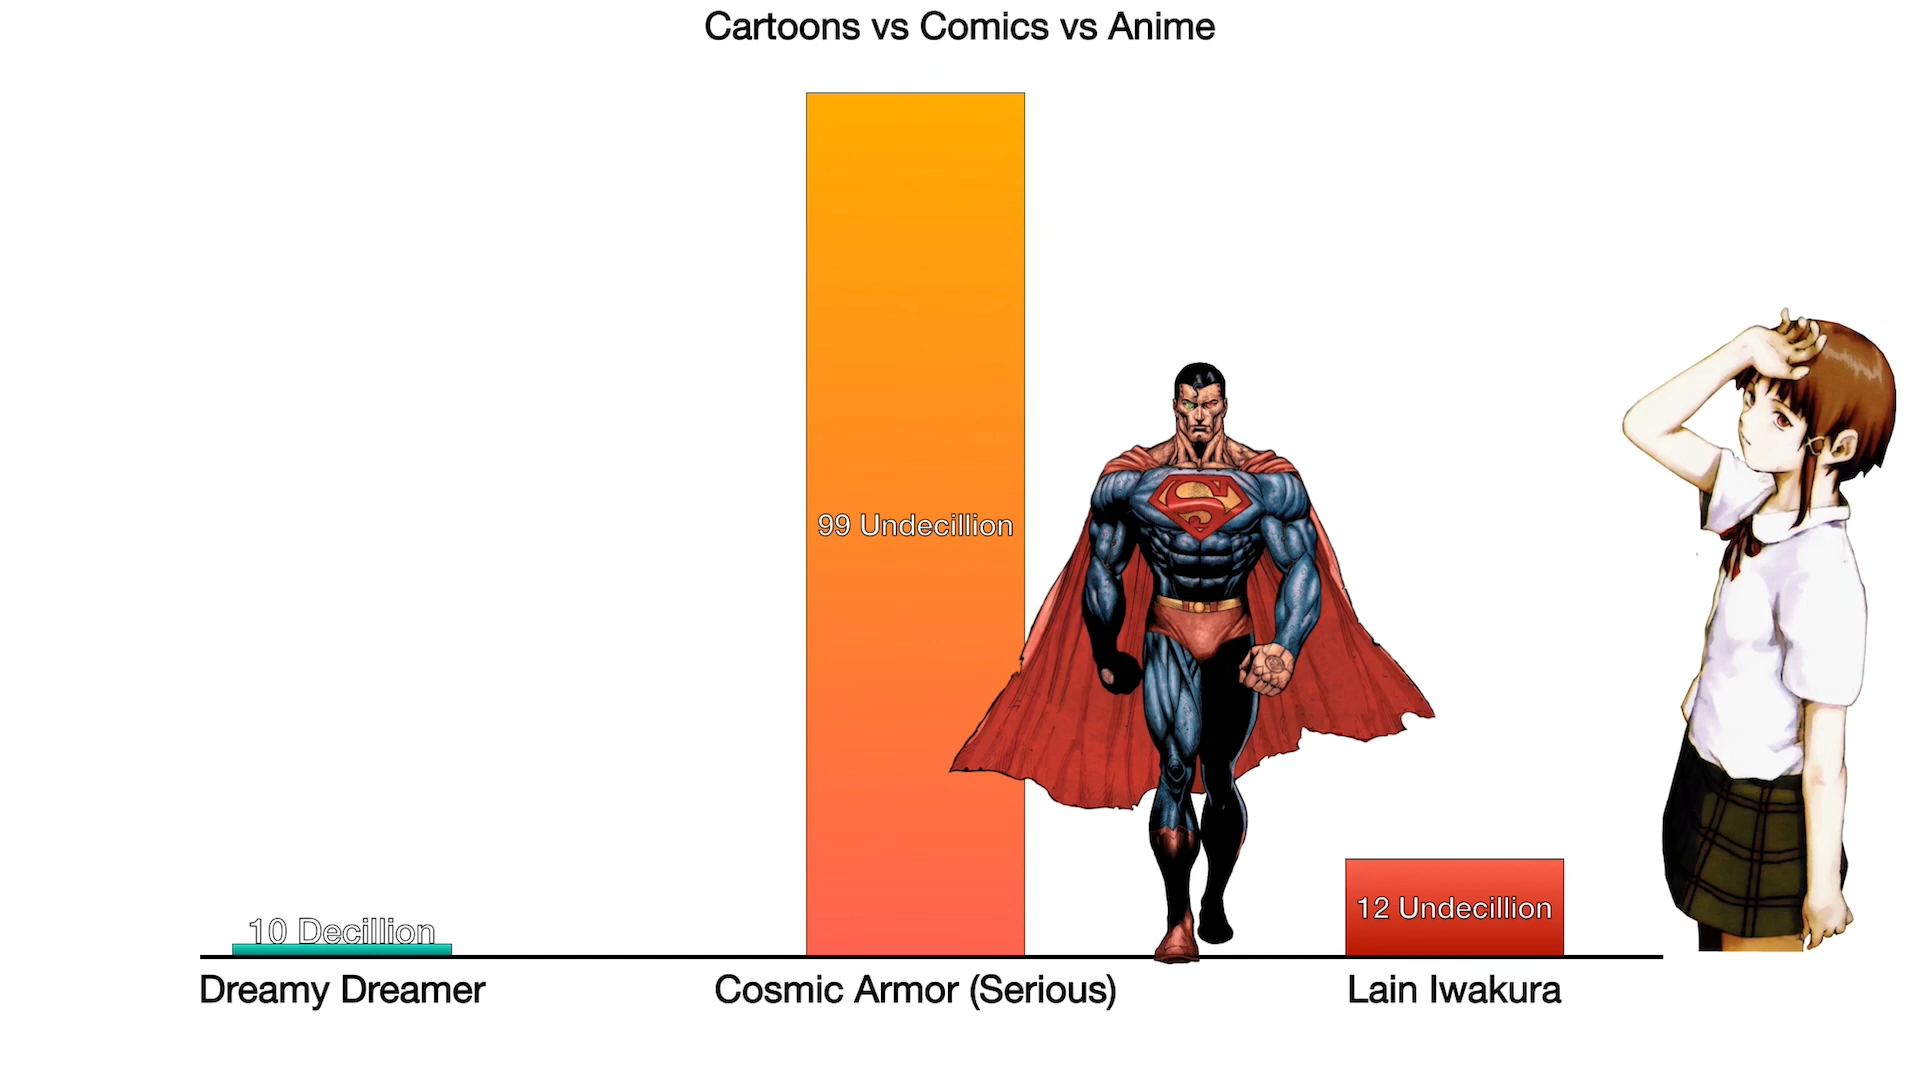 Cartoons vs Comics vs Anime
99 Undecillion
12 Undecillion
10 Decillion
Dreamy Dreamer
Cosmic Armor (Serious)
Lain Iwakura